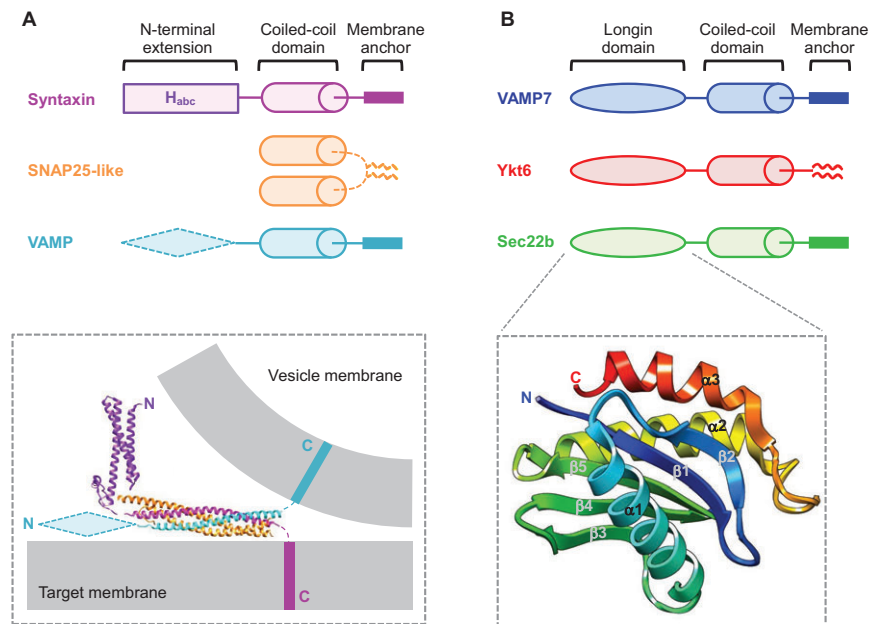 A
N-terminal
extension
Coiled-coil
domain
Membrane
anchor
Syntaxin
Habc
SNAP25-like
VAMP
Vesicle membrane
N
C
N
Target membrane
C
B
Longin
domain
Coiled-coil
domain
Membrane
anchor
VAMP7
Ykt6
Sec22b
C
α3
N
α2
β2
β1
β5
β4
α1
β3